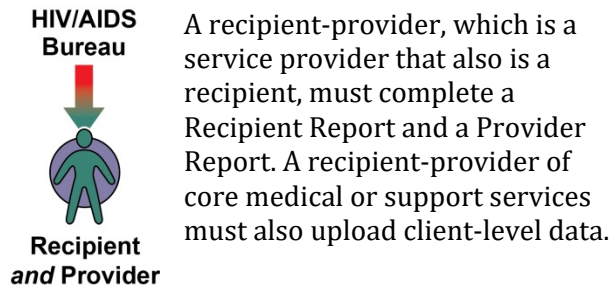 HIV/AIDS
Bureau
Recipient
and Provider
A recipient-provider, which is a
service provider that also is a
recipient, must complete a
Recipient Report and a Provider
Report. A recipient-provider of
core medical or support services
must also upload client-level data.